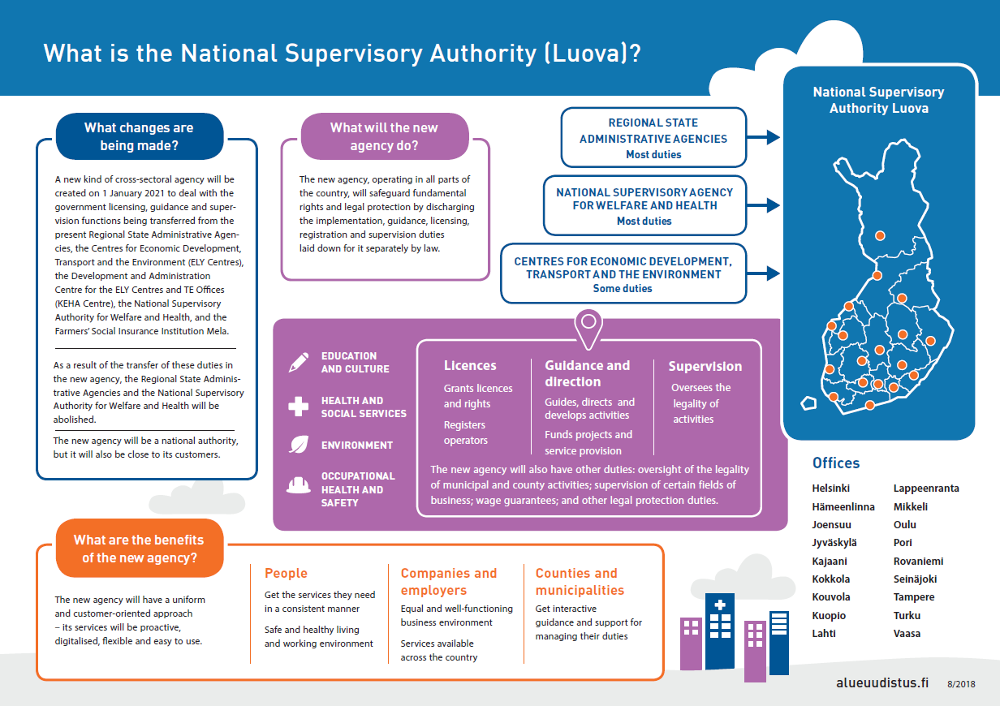 What is the National Supervisory Authority (Luova)?
What changes are
being made?
A new kind of cross-sectoral agency will be
created on 1 January 2021 to deal with the
government licensing, guidance and super-
vision functions being transferred from the
present Regional State Administrative Agen-
cies, the Centres for Economic Development,
Transport and the Environment (ELY Centres),
the Development and Administration
Centre for the ELY Centres and TE Offices
(KEHA Centre), the National Supervisory
Authority for Welfare and Health, and the
Farmers' Social Insurance Institution Mela.
As a result of the transfer of these duties in
the new agency, the Regional State Adminis-
trative Agencies and the National Supervisory
Authority for Welfare and Health will be
abolished.
The new agency will be a national authority,
but it will also be close to its customers.
What will the new
agency do?
The new agency, operating in all parts of
the country, will safeguard fundamental
rights and legal protection by discharging
the implementation, guidance, licensing,
registration and supervision duties
laid down for it separately by law.
REGIONAL STATE
ADMINISTRATIVE AGENCIES
Most duties
NATIONAL SUPERVISORY AGENCY
FOR WELFARE AND HEALTH
Most duties
CENTRES FOR ECONOMIC DEVELOPMENT,
TRANSPORT AND THE ENVIRONMENT
Some duties
National Supervisory
Authority Luova
EDUCATION
AND CULTURE
HEALTH AND
SOCIAL SERVICES
ENVIRONMENT
OCCUPATIONAL
HEALTH AND
SAFETY
Licences
Grants licences
and rights
Registers
operators
Guidance and
direction
Guides, directs and
develops activities
Funds projects and
service provision
Supervision
Oversees the
legality of
activities
The new agency will also have other duties: oversight of the legality
of municipal and county activities; supervision of certain fields of
business; wage guarantees; and other legal protection duties.
Offices
Helsinki
Hämeenlinna
Joensuu
Jyväskylä
Kajaani
Kokkola
Kouvola
Kuopio
Lahti
Lappeenranta
Mikkeli
Oulu
Pori
Rovaniemi
Seinäjoki
Tampere
Turku
Vaasa
What are the benefits
of the new agency?
The new agency will have a uniform
and customer-oriented approach
– its services will be proactive,
digitalised, flexible and easy to use.
People
Get the services they need
in a consistent manner
Safe and healthy living
and working environment
Companies and
employers
Equal and well-functioning
business environment
Services available
across the country
Counties and
municipalities
Get interactive
guidance and support for
managing their duties
alueuudistus.fi 8/2018